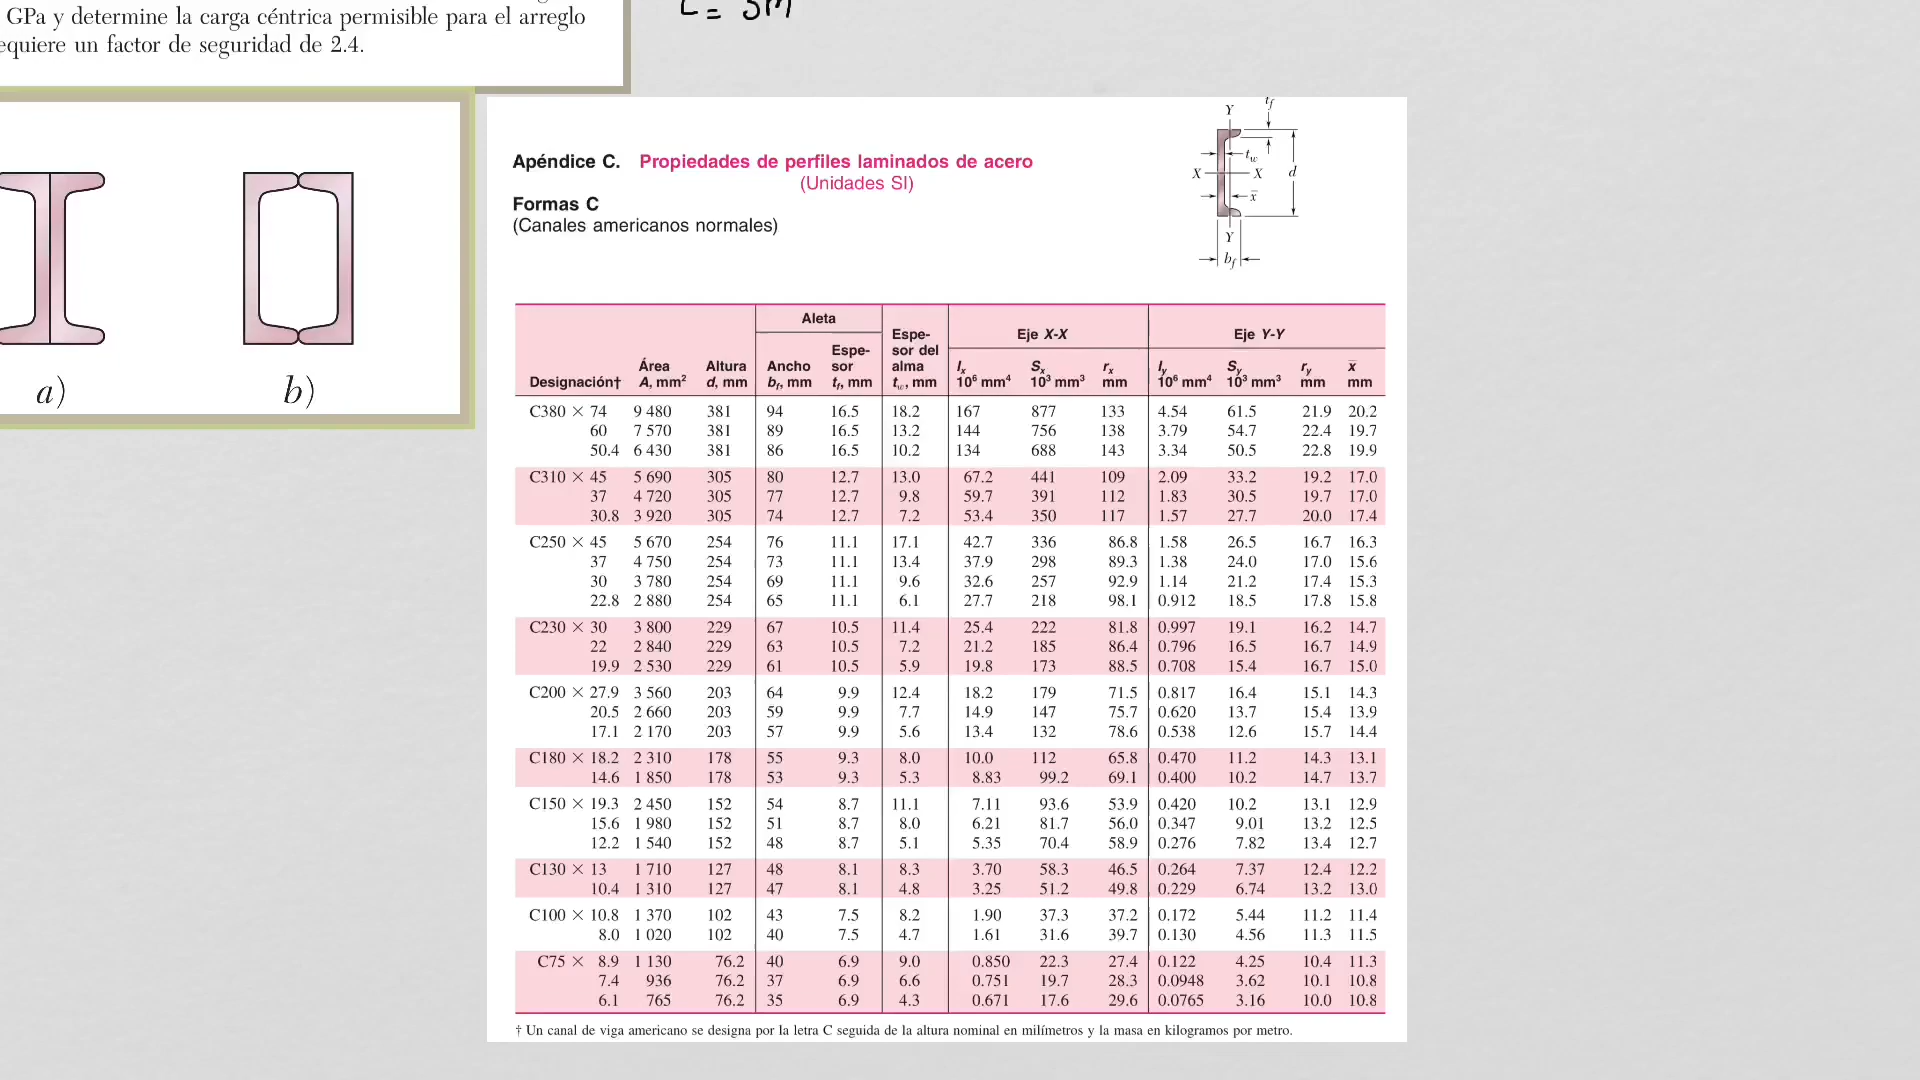 GPa y determine la carga céntrica permisible para el arreglo
equiere un factor de seguridad de 2.4.
L = 3m
a)
b)
Apéndice C. Propiedades de perfiles laminados de acero
(Unidades SI)
Formas C
(Canales americanos normales)
Y
tf
tw
X
X
d
x̄
Y
bf
Aleta
Espe-
sor del
alma
tw, mm
Eje X-X
Eje Y-Y
Designación†
Área
A, mm²
Altura
d, mm
Ancho
bf, mm
Espe-
sor
tf, mm
Ix
10⁶ mm⁴
Sx
10³ mm³
rx
mm
Iy
10⁶ mm⁴
Sy
10³ mm³
ry
mm
x̄
mm
C380 × 74 9 480 381 94 16.5 18.2 167 877 133 4.54 61.5 21.9 20.2
60 7 570 381 89 16.5 13.2 144 756 138 3.79 54.7 22.4 19.7
50.4 6 430 381 86 16.5 10.2 134 688 143 3.34 50.5 22.8 19.9
C310 × 45 5 690 305 80 12.7 13.0 67.2 441 109 2.09 33.2 19.2 17.0
37 4 720 305 77 12.7 9.8 59.7 391 112 1.83 30.5 19.7 17.0
30.8 3 920 305 74 12.7 7.2 53.4 350 117 1.57 27.7 20.0 17.4
C250 × 45 5 670 254 76 11.1 17.1 42.7 336 86.8 1.58 26.5 16.7 16.3
37 4 750 254 73 11.1 13.4 37.9 298 89.3 1.38 24.0 17.0 15.6
30 3 780 254 69 11.1 9.6 32.6 257 92.9 1.14 21.2 17.4 15.3
22.8 2 880 254 65 11.1 6.1 27.7 218 98.1 0.912 18.5 17.8 15.8
C230 × 30 3 800 229 67 10.5 11.4 25.4 222 81.8 0.997 19.1 16.2 14.7
22 2 840 229 63 10.5 7.2 21.2 185 86.4 0.796 16.5 16.7 14.9
19.9 2 530 229 61 10.5 5.9 19.8 173 88.5 0.708 15.4 16.7 15.0
C200 × 27.9 3 560 203 64 9.9 12.4 18.2 179 71.5 0.817 16.4 15.1 14.3
20.5 2 660 203 59 9.9 7.7 14.9 147 75.7 0.620 13.7 15.4 13.9
17.1 2 170 203 57 9.9 5.6 13.4 132 78.6 0.538 12.6 15.7 14.4
C180 × 18.2 2 310 178 55 9.3 8.0 10.0 112 65.8 0.470 11.2 14.3 13.1
14.6 1 850 178 53 9.3 5.3 8.83 99.2 69.1 0.400 10.2 14.7 13.7
C150 × 19.3 2 450 152 54 8.7 11.1 7.11 93.6 53.9 0.420 10.2 13.1 12.9
15.6 1 980 152 51 8.7 8.0 6.21 81.7 56.0 0.347 9.01 13.2 12.5
12.2 1 540 152 48 8.7 5.1 5.35 70.4 58.9 0.276 7.82 13.4 12.7
C130 × 13 1 710 127 48 8.1 8.3 3.70 58.3 46.5 0.264 7.37 12.4 12.2
10.4 1 310 127 47 8.1 4.8 3.25 51.2 49.8 0.229 6.74 13.2 13.0
C100 × 10.8 1 370 102 43 7.5 8.2 1.90 37.3 37.2 0.172 5.44 11.2 11.4
8.0 1 020 102 40 7.5 4.7 1.61 31.6 39.7 0.130 4.56 11.3 11.5
C75 × 8.9 1 130 76.2 40 6.9 9.0 0.850 22.3 27.4 0.122 4.25 10.4 11.3
7.4 936 76.2 37 6.9 6.6 0.751 19.7 28.3 0.0948 3.62 10.1 10.8
6.1 765 76.2 35 6.9 4.3 0.671 17.6 29.6 0.0765 3.16 10.0 10.8
† Un canal de viga americano se designa por la letra C seguida de la altura nominal en milímetros y la masa en kilogramos por metro.